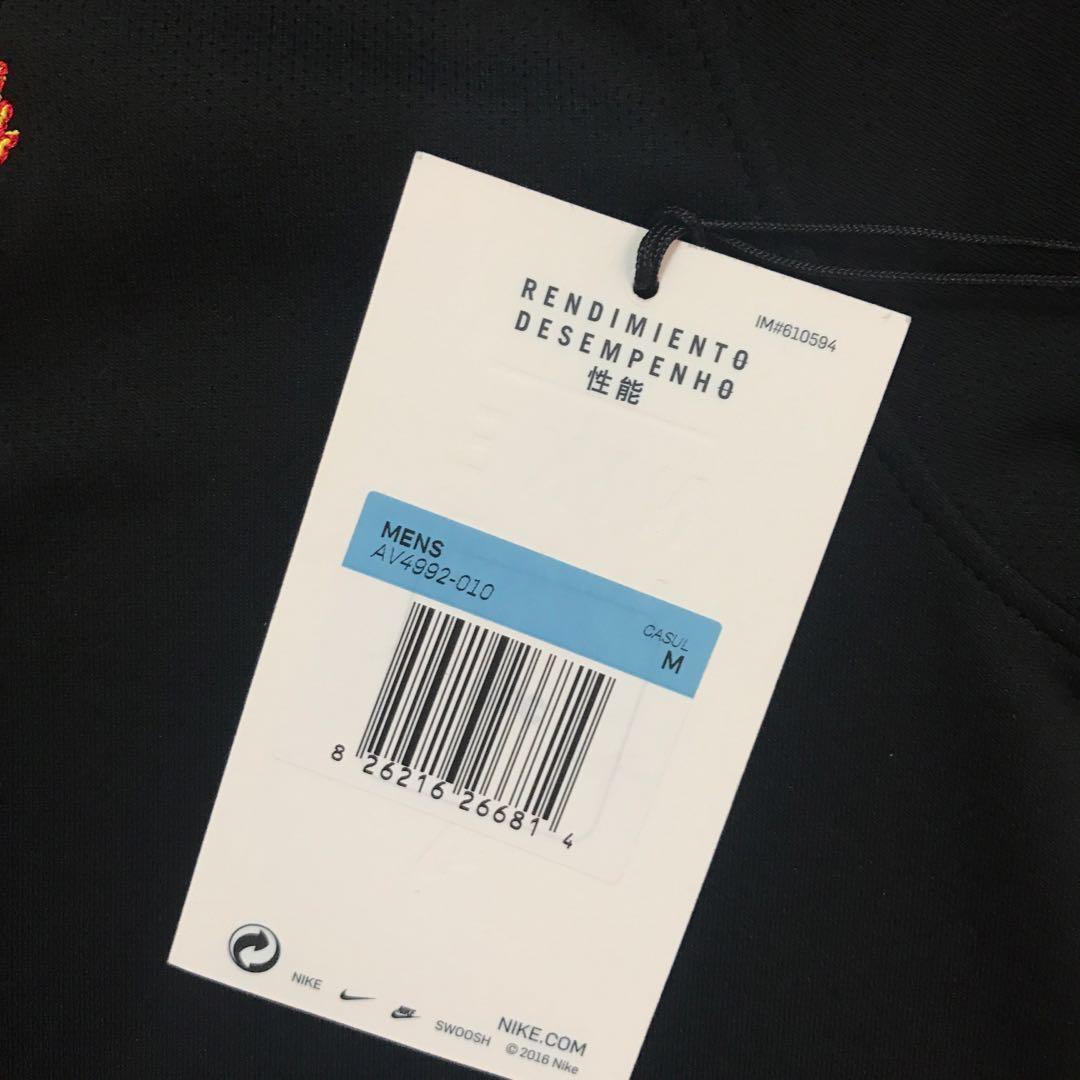 RENDIMIENTO
DESEMPENHO
性能
IM#610594
MENS
AV4992-010
CASUL
M
8 26216 26681 4
NIKE
NIKE
SWOOSH
NIKE.COM
© 2016 Nike